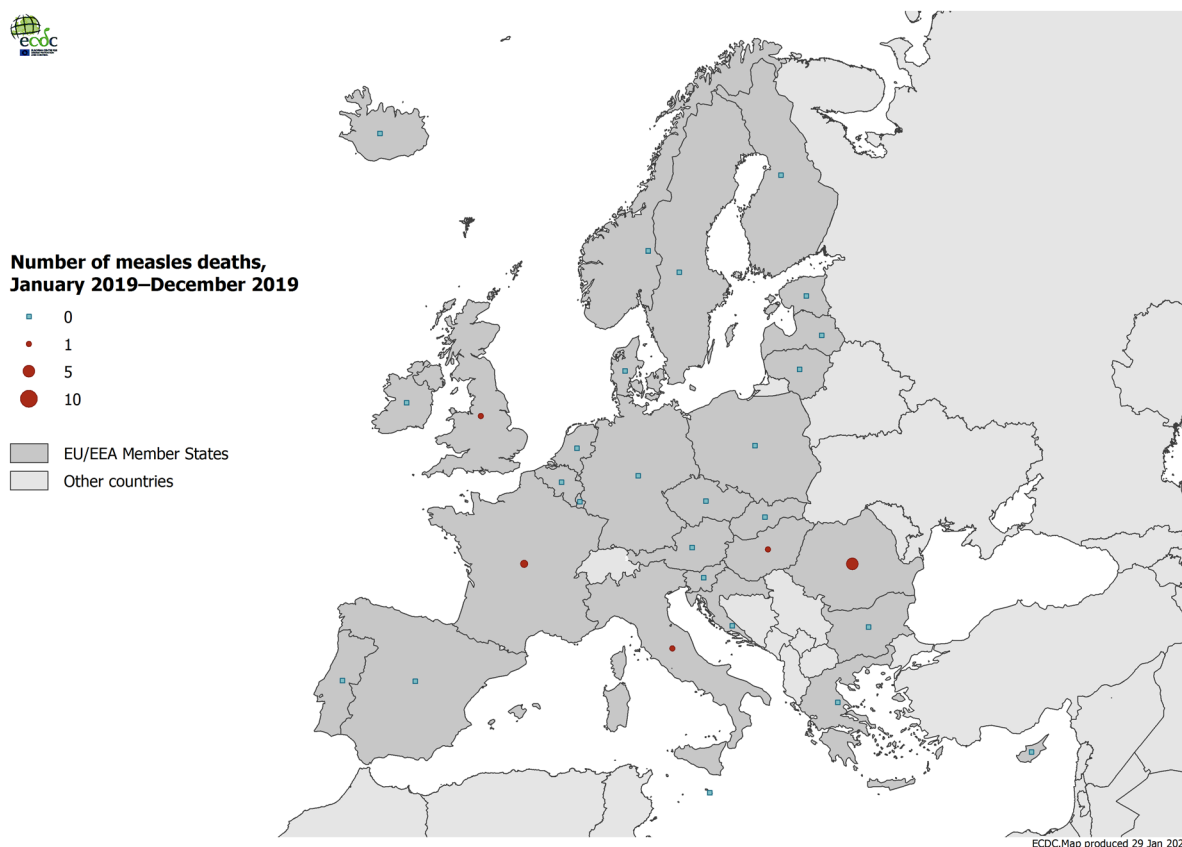 ecdc
Number of measles deaths,
January 2019–December 2019
0
1
5
10
EU/EEA Member States
Other countries
ECDC.Map produced 29 Jan 202